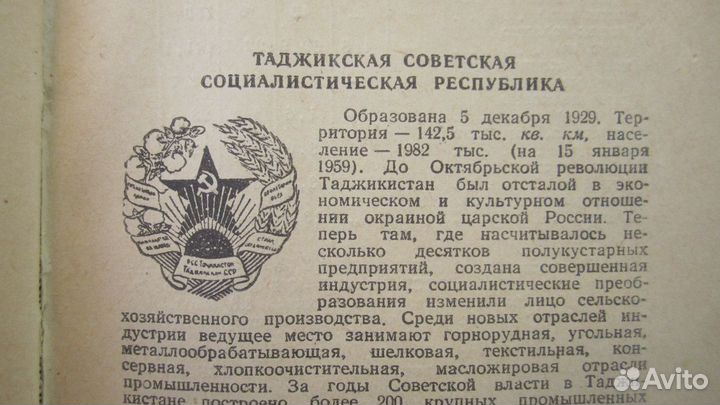 ТАДЖИКСКАЯ СОВЕТСКАЯ
СОЦИАЛИСТИЧЕСКАЯ РЕСПУБЛИКА
Образована 5 декабря 1929. Тер-
ритория — 142,5 тыс. кв. км, насе-
ление — 1982 тыс. (на 15 января
1959). До Октябрьской революции
Таджикистан был отсталой в эко-
номическом и культурном отноше-
нии окраиной царской России. Те-
перь там, где насчитывалось не-
сколько десятков полукустарных
предприятий, создана совершенная
индустрия, социалистические преоб-
разования изменили лицо сельско-
хозяйственного производства. Среди новых отраслей ин-
дустрии ведущее место занимают горнорудная, угольная,
металлообрабатывающая, шелковая, текстильная, кон-
сервная, хлопкоочистительная, масложировая отрасли
промышленности. За годы Советской власти в Таджи-
кистане построено более 200 крупных промышленных
Avito